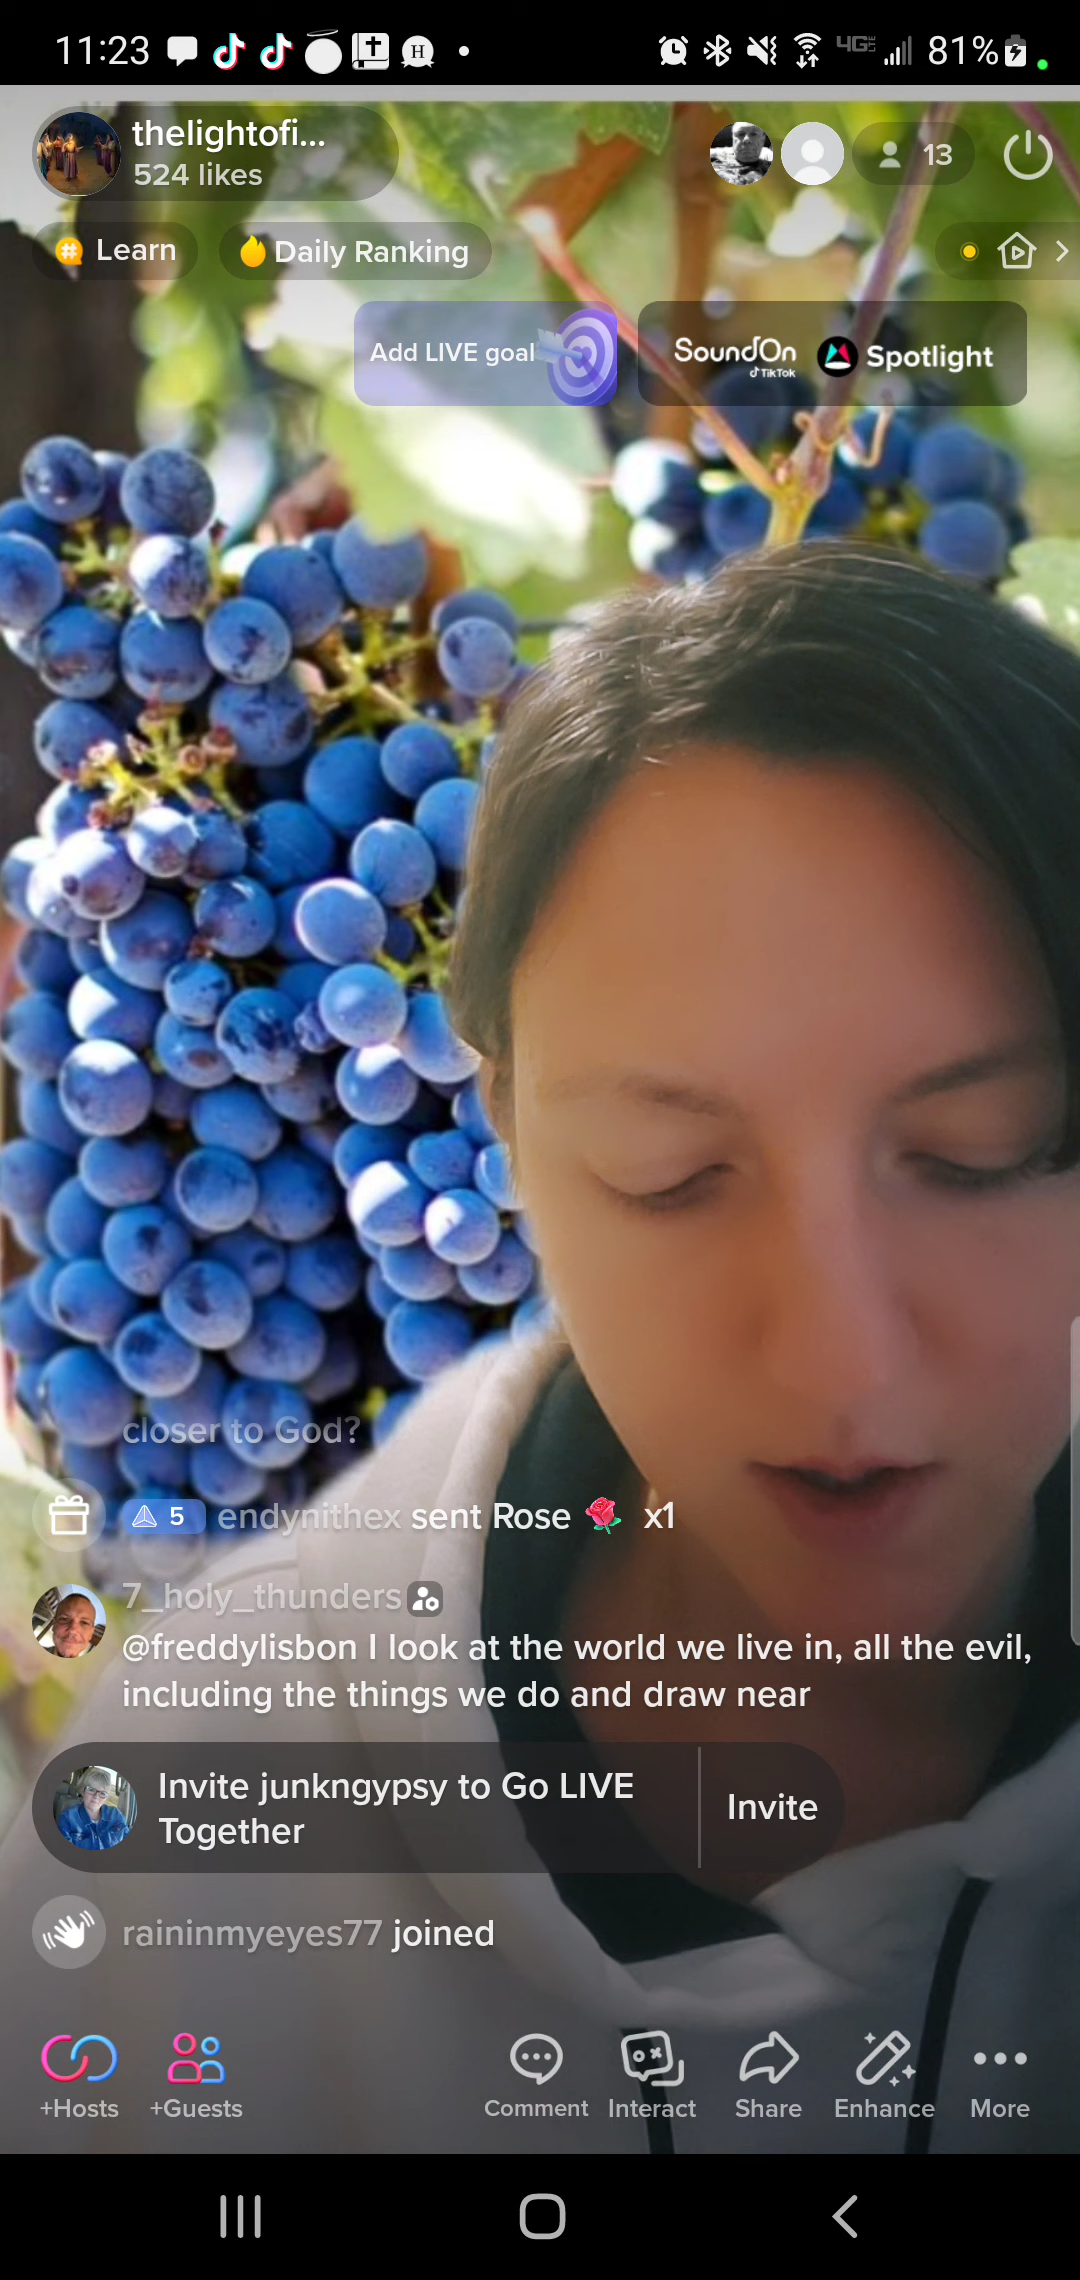 11:23
H
4G LTE
81%
thelightofi...
524 likes
13
Learn
Daily Ranking
Add LIVE goal
SoundOn
TikTok
Spotlight
closer to God?
5 endynithex sent Rose x1
7_holy_thunders
@freddylisbon I look at the world we live in, all the evil,
including the things we do and draw near
Invite junkngypsy to Go LIVE
Together
Invite
raininmyeyes77 joined
+Hosts
+Guests
Comment
Interact
Share
Enhance
More